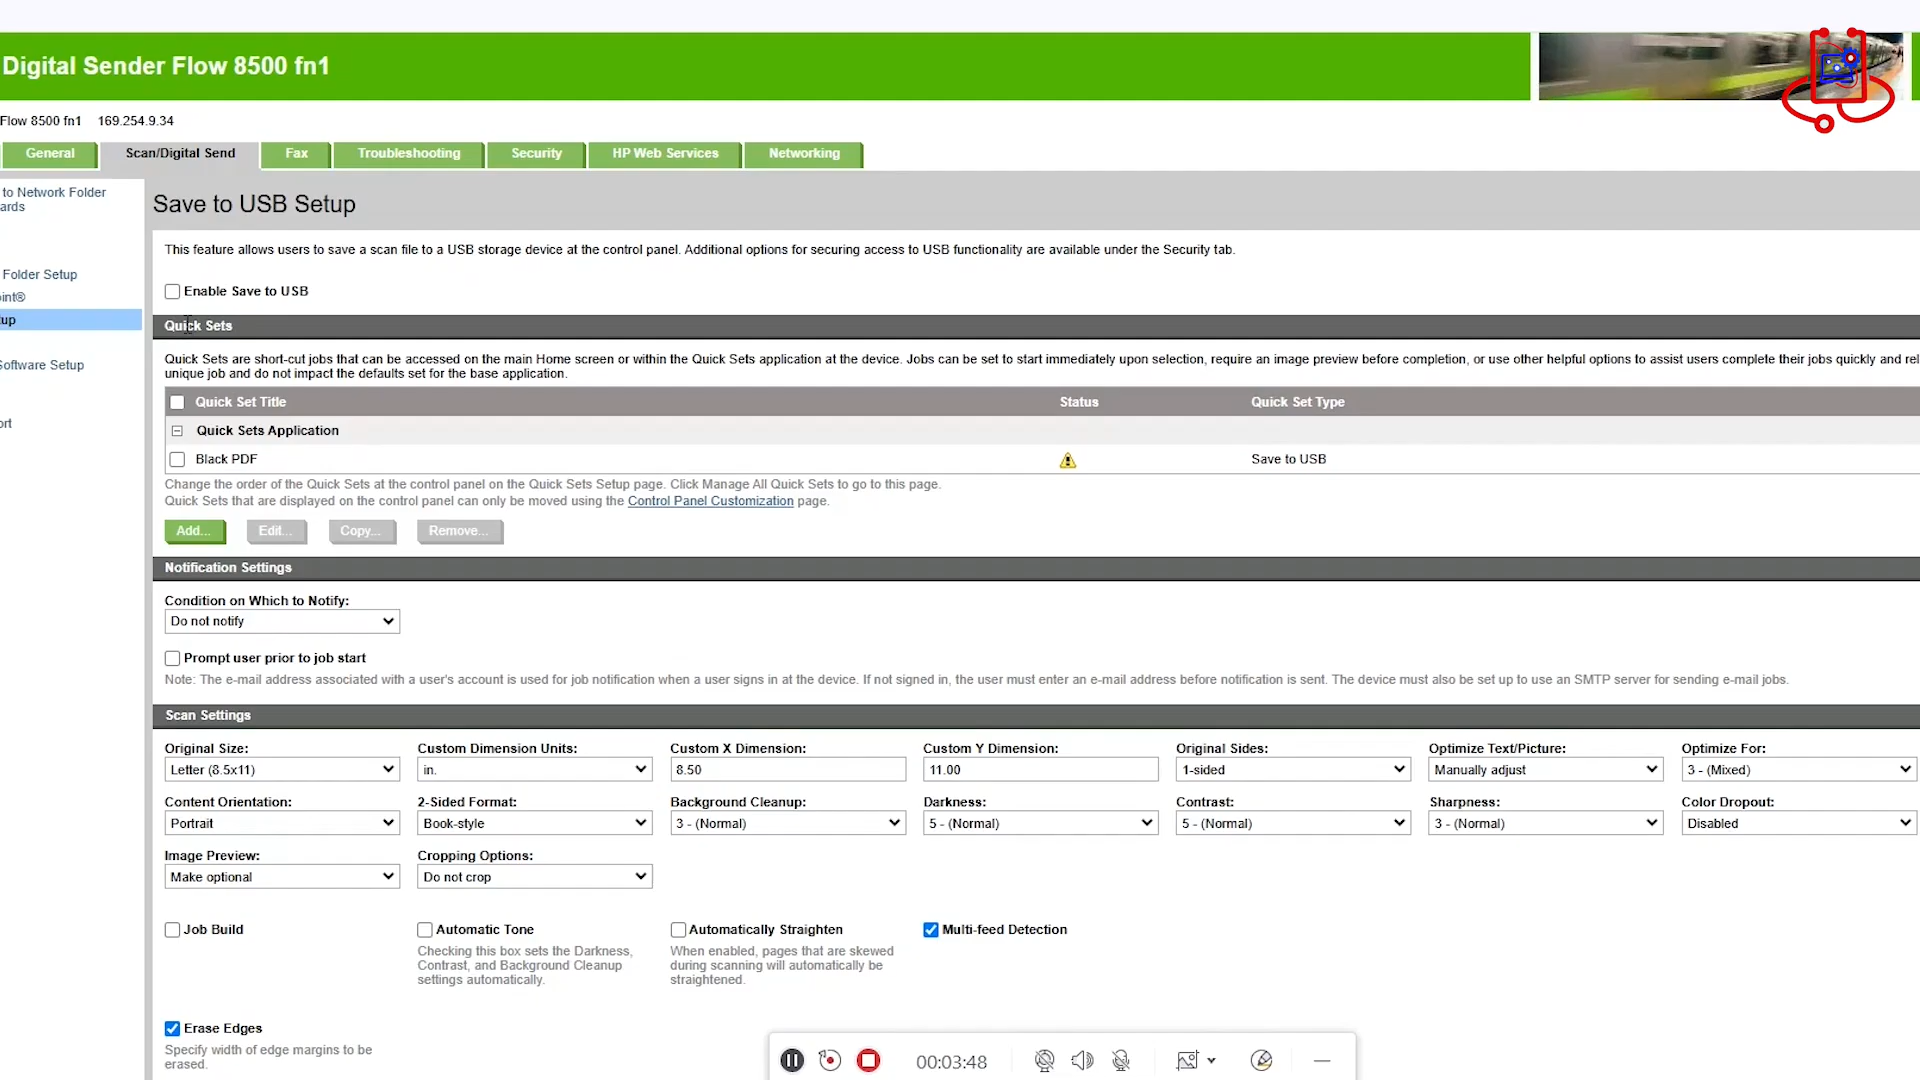 Digital Sender Flow 8500 fn1
Flow 8500 fn1 169.254.9.34
General Scan/Digital Send Fax Troubleshooting Security HP Web Services Networking
to Network Folder
ards
Folder Setup
oint®
up
Software Setup
ort
Save to USB Setup
This feature allows users to save a scan file to a USB storage device at the control panel. Additional options for securing access to USB functionality are available under the Security tab.
Enable Save to USB
Quick Sets
Quick Sets are short-cut jobs that can be accessed on the main Home screen or within the Quick Sets application at the device. Jobs can be set to start immediately upon selection, require an image preview before completion, or use other helpful options to assist users complete their jobs quickly and rel
unique job and do not impact the defaults set for the base application.
Quick Set Title Status Quick Set Type
Quick Sets Application
Black PDF Save to USB
Change the order of the Quick Sets at the control panel on the Quick Sets Setup page. Click Manage All Quick Sets to go to this page.
Quick Sets that are displayed on the control panel can only be moved using the Control Panel Customization page.
Add... Edit... Copy... Remove...
Notification Settings
Condition on Which to Notify:
Do not notify
Prompt user prior to job start
Note: The e-mail address associated with a user's account is used for job notification when a user signs in at the device. If not signed in, the user must enter an e-mail address before notification is sent. The device must also be set up to use an SMTP server for sending e-mail jobs.
Scan Settings
Original Size: Custom Dimension Units: Custom X Dimension: Custom Y Dimension: Original Sides: Optimize Text/Picture: Optimize For:
Letter (8.5x11) in. 8.50 11.00 1-sided Manually adjust 3 - (Mixed)
Content Orientation: 2-Sided Format: Background Cleanup: Darkness: Contrast: Sharpness: Color Dropout:
Portrait Book-style 3 - (Normal) 5 - (Normal) 5 - (Normal) 3 - (Normal) Disabled
Image Preview: Cropping Options:
Make optional Do not crop
Job Build Automatic Tone Automatically Straighten Multi-feed Detection
Checking this box sets the Darkness, When enabled, pages that are skewed
Contrast, and Background Cleanup during scanning will automatically be
settings automatically. straightened.
Erase Edges
Specify width of edge margins to be
erased.
00:03:48